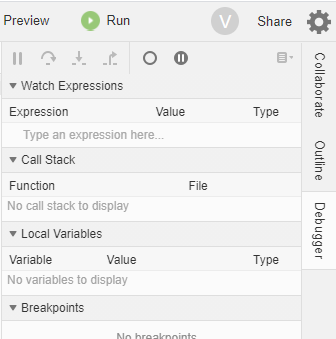 Preview Run V Share
Watch Expressions
Expression Value Type
Type an expression here...
Call Stack
Function File
No call stack to display
Local Variables
Variable Value Type
No variables to display
Breakpoints
No breakpoints
Collaborate
Outline
Debugger